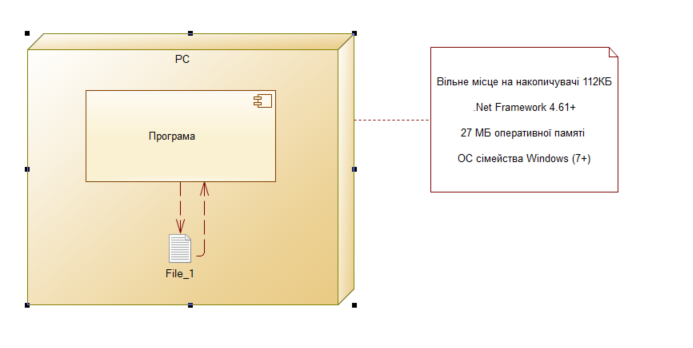 PC
Програма
File_1
Вільне місце на накопичувачі 112КБ
.Net Framework 4.61+
27 МБ оперативної памяті
ОС сімейства Windows (7+)